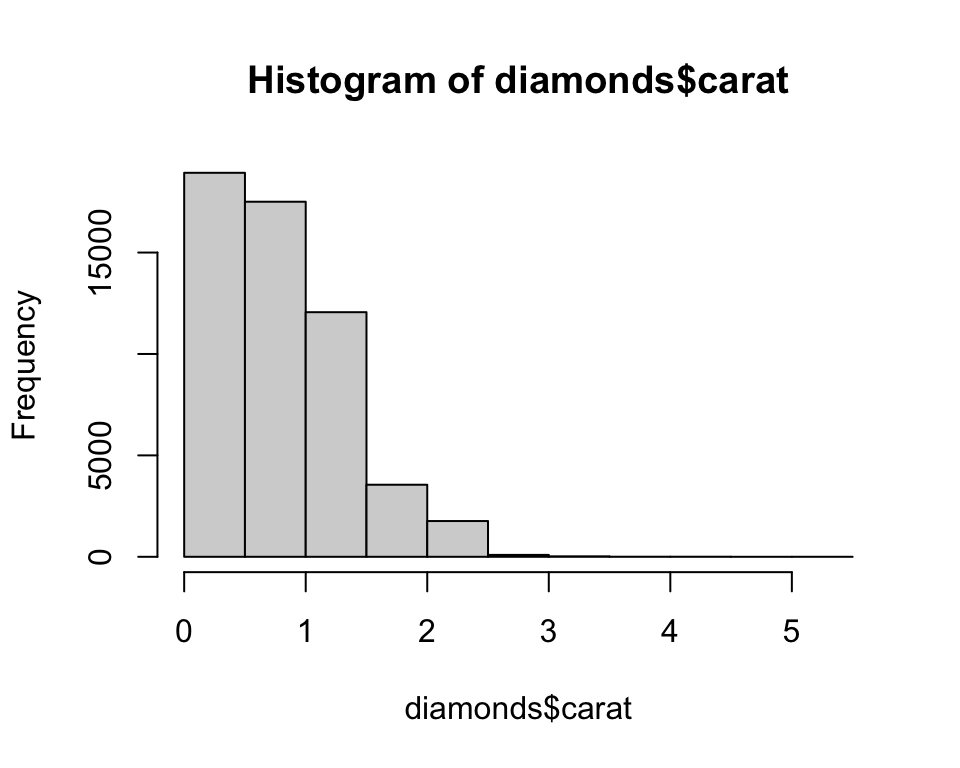 Histogram of diamonds$carat
Frequency
15000
5000
0
0 1 2 3 4 5
diamonds$carat